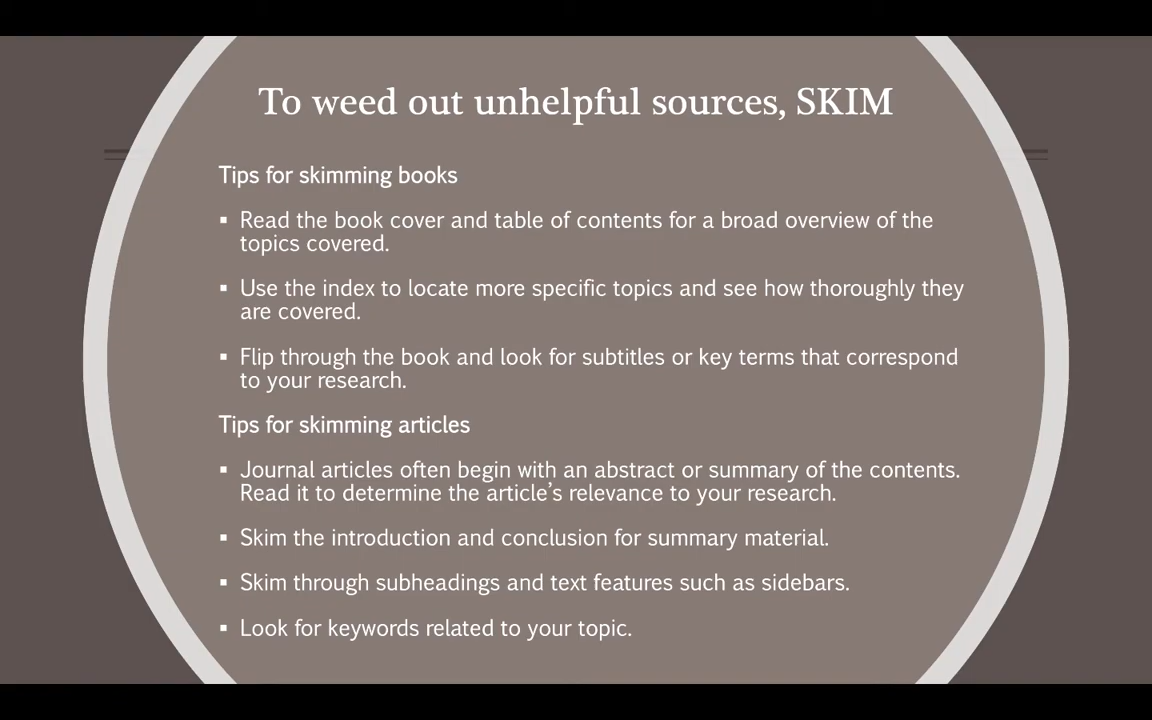 To weed out unhelpful sources, SKIM
Tips for skimming books
▪ Read the book cover and table of contents for a broad overview of the
topics covered.
▪ Use the index to locate more specific topics and see how thoroughly they
are covered.
▪ Flip through the book and look for subtitles or key terms that correspond
to your research.
Tips for skimming articles
▪ Journal articles often begin with an abstract or summary of the contents.
Read it to determine the article’s relevance to your research.
▪ Skim the introduction and conclusion for summary material.
▪ Skim through subheadings and text features such as sidebars.
▪ Look for keywords related to your topic.